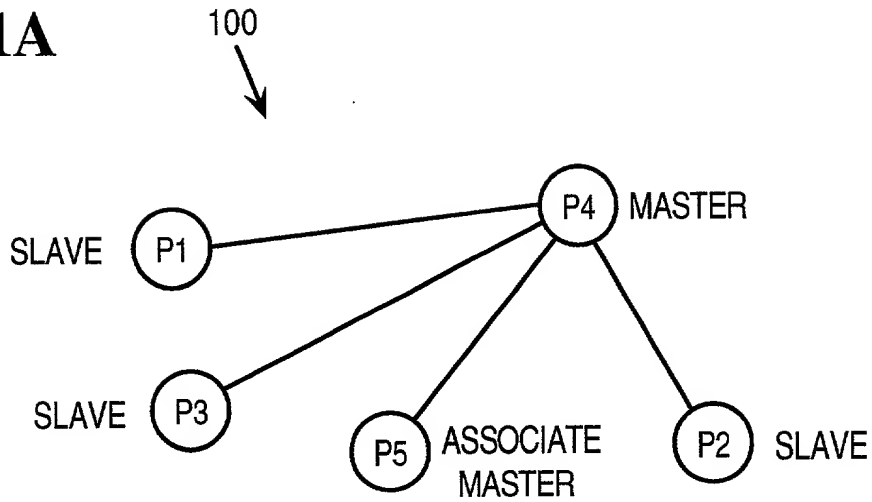 1A
100
P4 MASTER
SLAVE P1
SLAVE P3
P5 ASSOCIATE
MASTER
P2 SLAVE